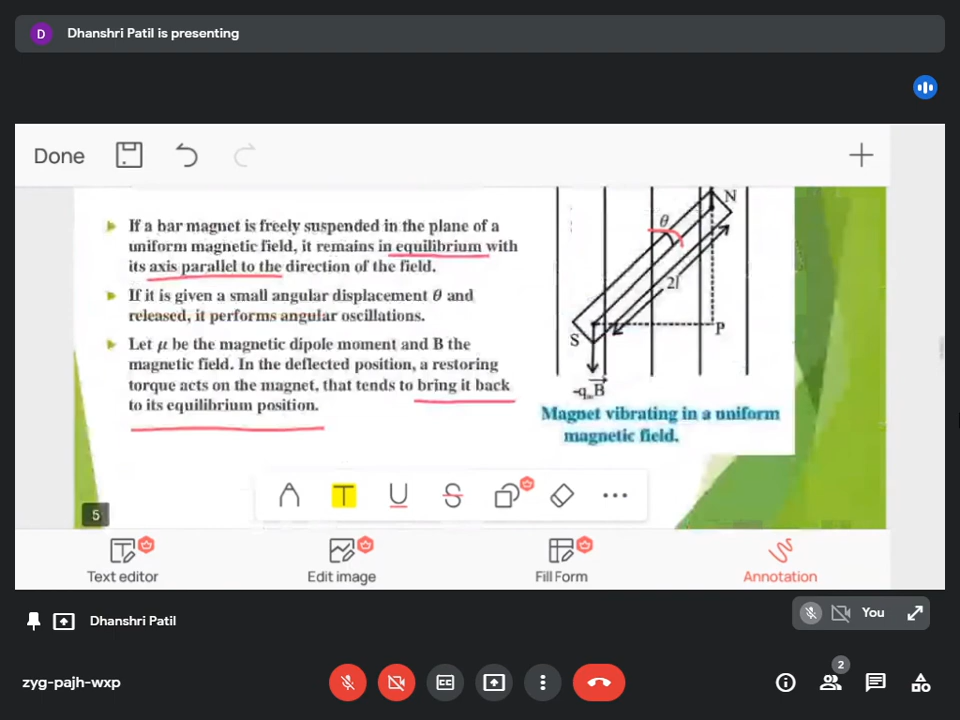 D Dhanshri Patil is presenting
Done
If a bar magnet is freely suspended in the plane of a
uniform magnetic field, it remains in equilibrium with
its axis parallel to the direction of the field.
If it is given a small angular displacement θ and
released, it performs angular oscillations.
Let μ be the magnetic dipole moment and B the
magnetic field. In the deflected position, a restoring
torque acts on the magnet, that tends to bring it back
to its equilibrium position.
N
θ
2l
P
S
-qₘB
Magnet vibrating in a uniform
magnetic field.
5
Text editor
Edit image
Fill Form
Annotation
Dhanshri Patil
You
zyg-pajh-wxp
CC
2